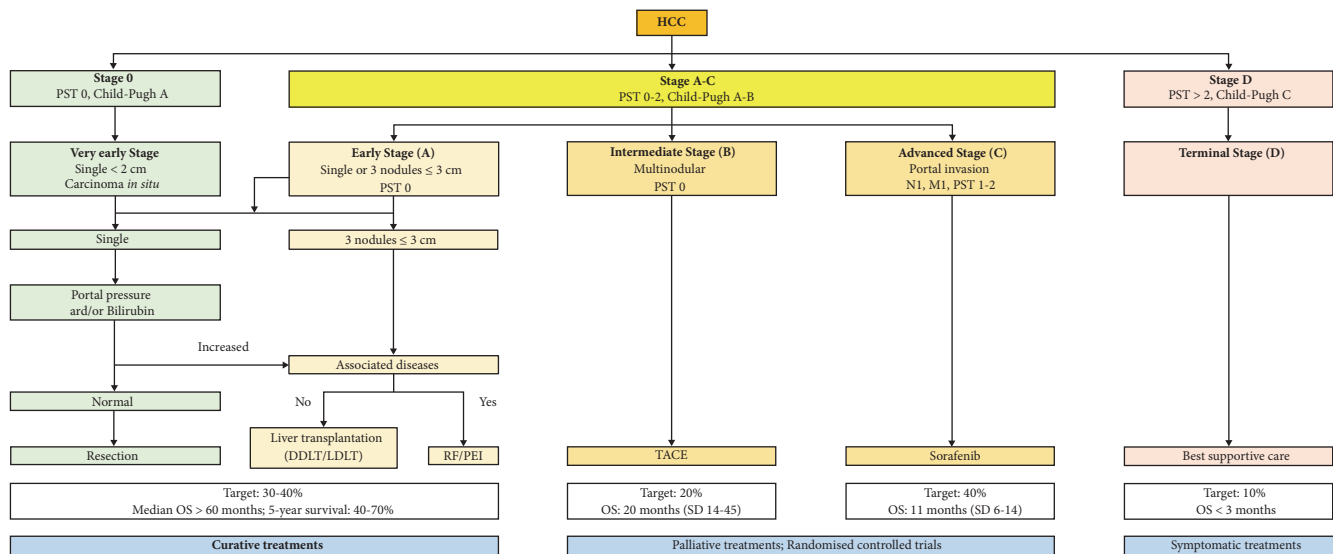 HCC
Stage 0
PST 0, Child-Pugh A
Stage A-C
PST 0-2, Child-Pugh A-B
Stage D
PST > 2, Child-Pugh C
Very early Stage
Single < 2 cm
Carcinoma in situ
Early Stage (A)
Single or 3 nodules ≤ 3 cm
PST 0
Intermediate Stage (B)
Multinodular
PST 0
Advanced Stage (C)
Portal invasion
N1, M1, PST 1-2
Terminal Stage (D)
Single
3 nodules ≤ 3 cm
Portal pressure
ard/or Bilirubin
Increased
Associated diseases
Normal
No
Yes
Liver transplantation
(DDLT/LDLT)
RF/PEI
Resection
TACE
Sorafenib
Best supportive care
Target: 30-40%
Median OS > 60 months; 5-year survival: 40-70%
Target: 20%
OS: 20 months (SD 14-45)
Target: 40%
OS: 11 months (SD 6-14)
Target: 10%
OS < 3 months
Curative treatments
Palliative treatments; Randomised controlled trials
Symptomatic treatments